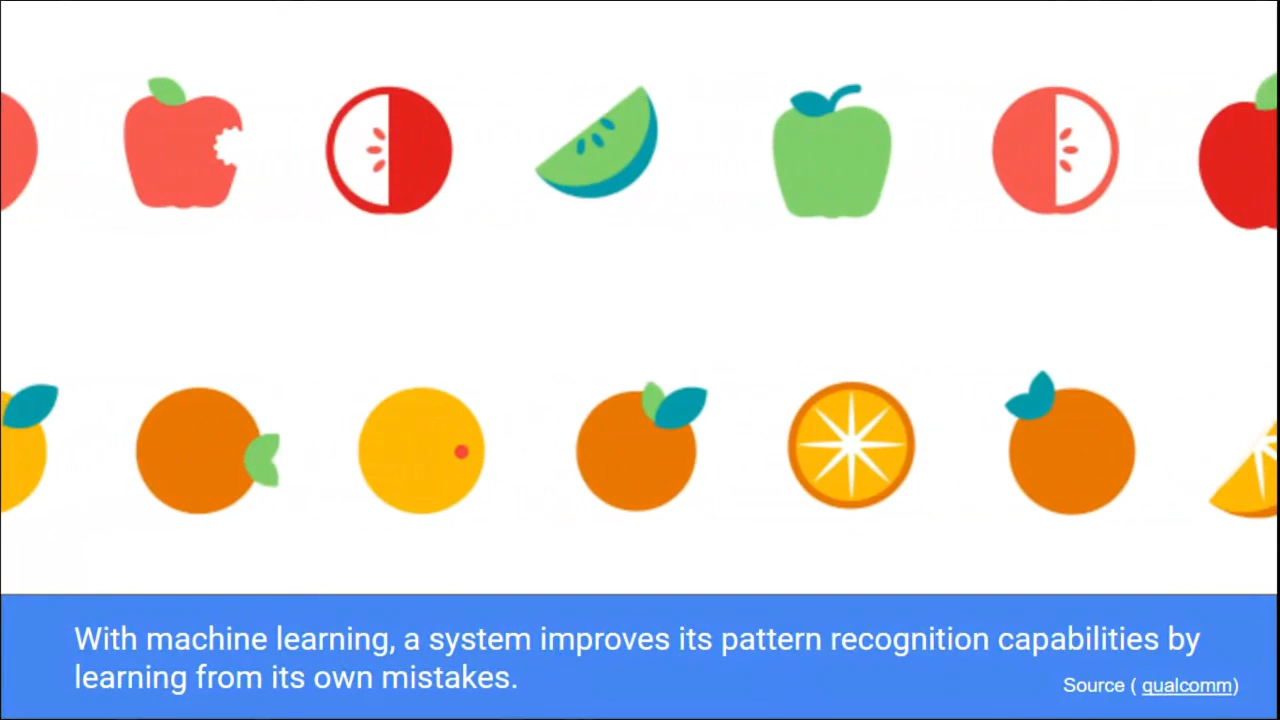 With machine learning, a system improves its pattern recognition capabilities by
learning from its own mistakes.
Source ( qualcomm)